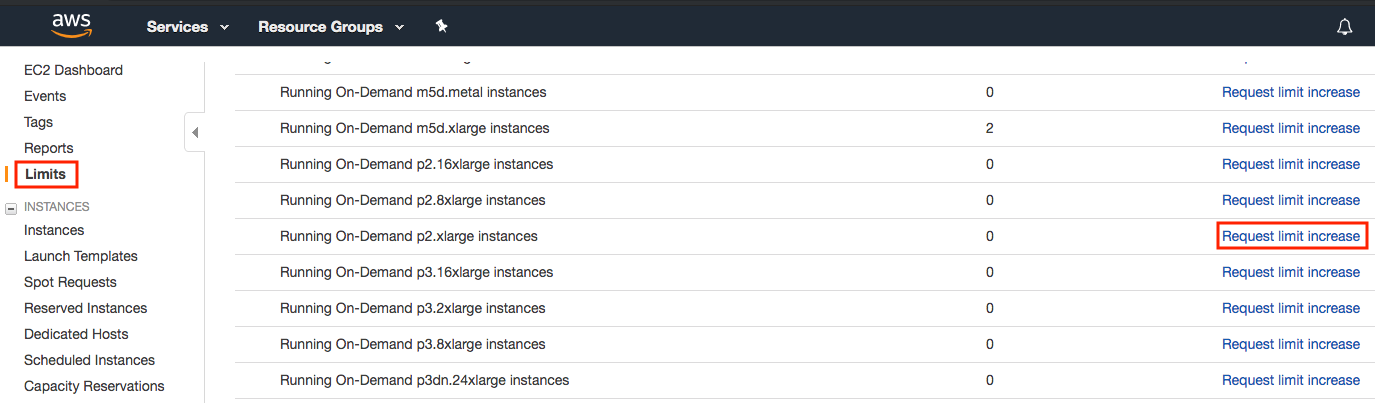 aws Services Resource Groups
EC2 Dashboard
Events
Tags
Reports
Limits
INSTANCES
Instances
Launch Templates
Spot Requests
Reserved Instances
Dedicated Hosts
Scheduled Instances
Capacity Reservations
Running On-Demand m5d.metal instances 0 Request limit increase
Running On-Demand m5d.xlarge instances 2 Request limit increase
Running On-Demand p2.16xlarge instances 0 Request limit increase
Running On-Demand p2.8xlarge instances 0 Request limit increase
Running On-Demand p2.xlarge instances 0 Request limit increase
Running On-Demand p3.16xlarge instances 0 Request limit increase
Running On-Demand p3.2xlarge instances 0 Request limit increase
Running On-Demand p3.8xlarge instances 0 Request limit increase
Running On-Demand p3dn.24xlarge instances 0 Request limit increase